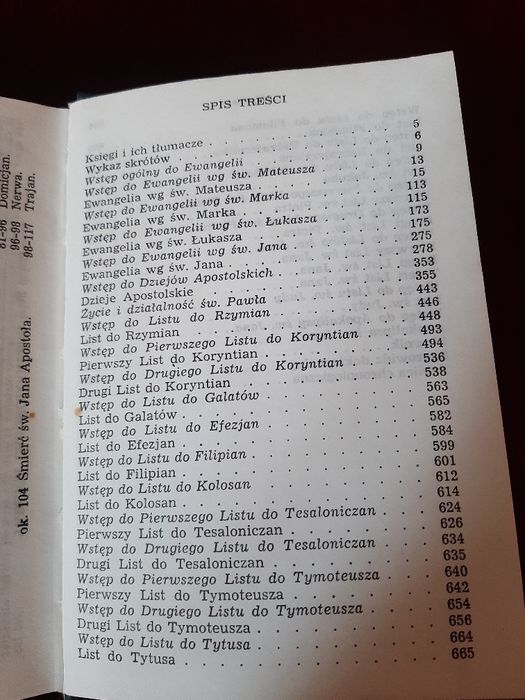 81-96 Domicjan.
96-98 Nerwa.
98-117 Trajan.
ok. 104 Śmierć św. Jana Apostoła.
SPIS TREŚCI
Księgi i ich tłumacze . . . . . . . . . . 5
Wykaz skrótów . . . . . . . . . . 6
Wstęp ogólny do Ewangelii . . . . . . . . 9
Wstęp do Ewangelii wg św. Mateusza . . . . . 13
Ewangelia wg św. Mateusza . . . . . . . . 15
Wstęp do Ewangelii wg św. Marka . . . . . . 113
Ewangelia wg św. Marka . . . . . . . . . 115
Wstęp do Ewangelii wg św. Łukasza . . . . . 173
Ewangelia wg św. Łukasza . . . . . . . . 175
Wstęp do Ewangelii wg św. Jana . . . . . . 275
Ewangelia wg św. Jana . . . . . . . . . 278
Wstęp do Dziejów Apostolskich . . . . . . . 353
Dzieje Apostolskie . . . . . . . . . . 355
Życie i działalność św. Pawła . . . . . . . 443
Wstęp do Listu do Rzymian . . . . . . . . 446
List do Rzymian . . . . . . . . . . . 448
Wstęp do Pierwszego Listu do Koryntian . . . . 493
Pierwszy List do Koryntian . . . . . . . . 494
Wstęp do Drugiego Listu do Koryntian . . . . 536
Drugi List do Koryntian . . . . . . . . . 538
Wstęp do Listu do Galatów . . . . . . . . 563
List do Galatów . . . . . . . . . . . 565
Wstęp do Listu do Efezjan . . . . . . . . 582
List do Efezjan . . . . . . . . . . . 584
Wstęp do Listu do Filipian . . . . . . . . 599
List do Filipian . . . . . . . . . . . 601
Wstęp do Listu do Kolosan . . . . . . . . 612
List do Kolosan . . . . . . . . . . . 614
Wstęp do Pierwszego Listu do Tesaloniczan . . . 624
Pierwszy List do Tesaloniczan . . . . . . . 626
Wstęp do Drugiego Listu do Tesaloniczan . . . 634
Drugi List do Tesaloniczan . . . . . . . . 635
Wstęp do Pierwszego Listu do Tymoteusza . . . 640
Pierwszy List do Tymoteusza . . . . . . . 642
Wstęp do Drugiego Listu do Tymoteusza . . . . 654
Drugi List do Tymoteusza . . . . . . . . 656
Wstęp do Listu do Tytusa . . . . . . . . 664
List do Tytusa . . . . . . . . . . . 665